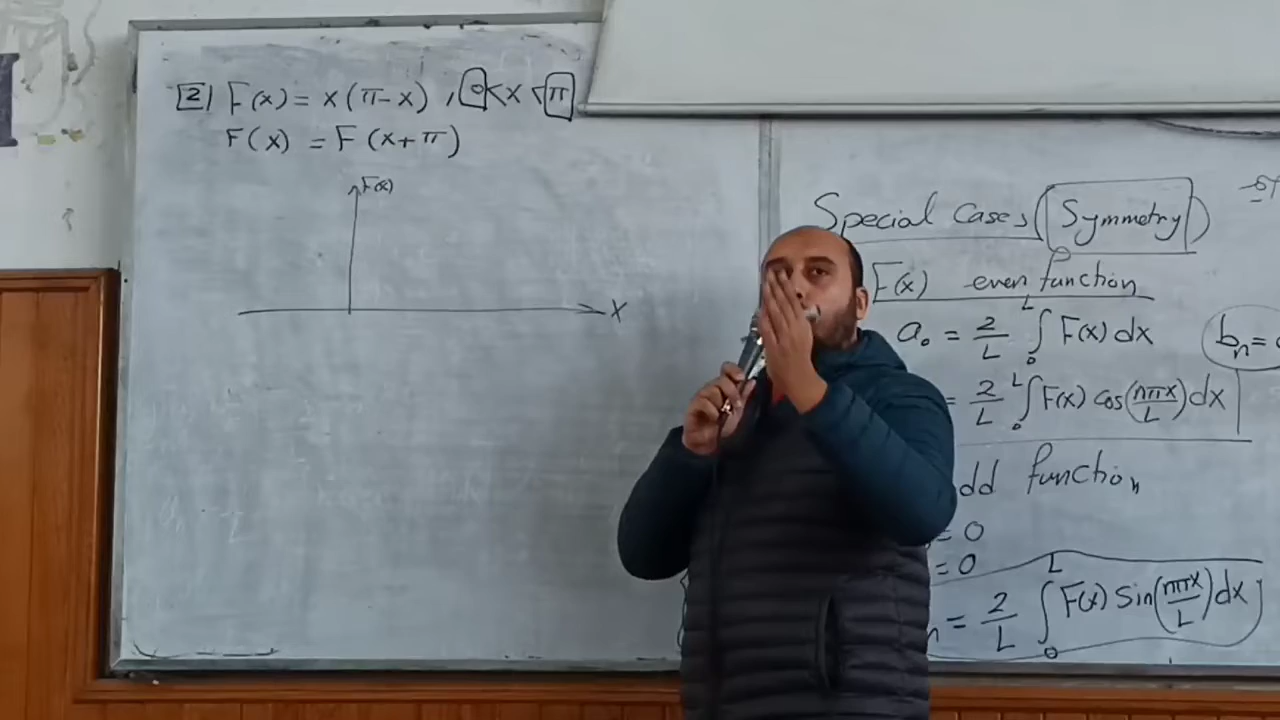 [2] F(x) = x(π-x) , 0<x<π
F(x) = F(x+π)
F(x)
x
Special Cases (Symmetry)
F(x) even function
a₀ = 2/L ∫₀ᴸ F(x) dx
bₙ=
= 2/L ∫₀ᴸ F(x) cos(nπx/L) dx
dd function
= 0
= 0
n = 2/L ∫₀ᴸ F(x) Sin(nπx/L) dx